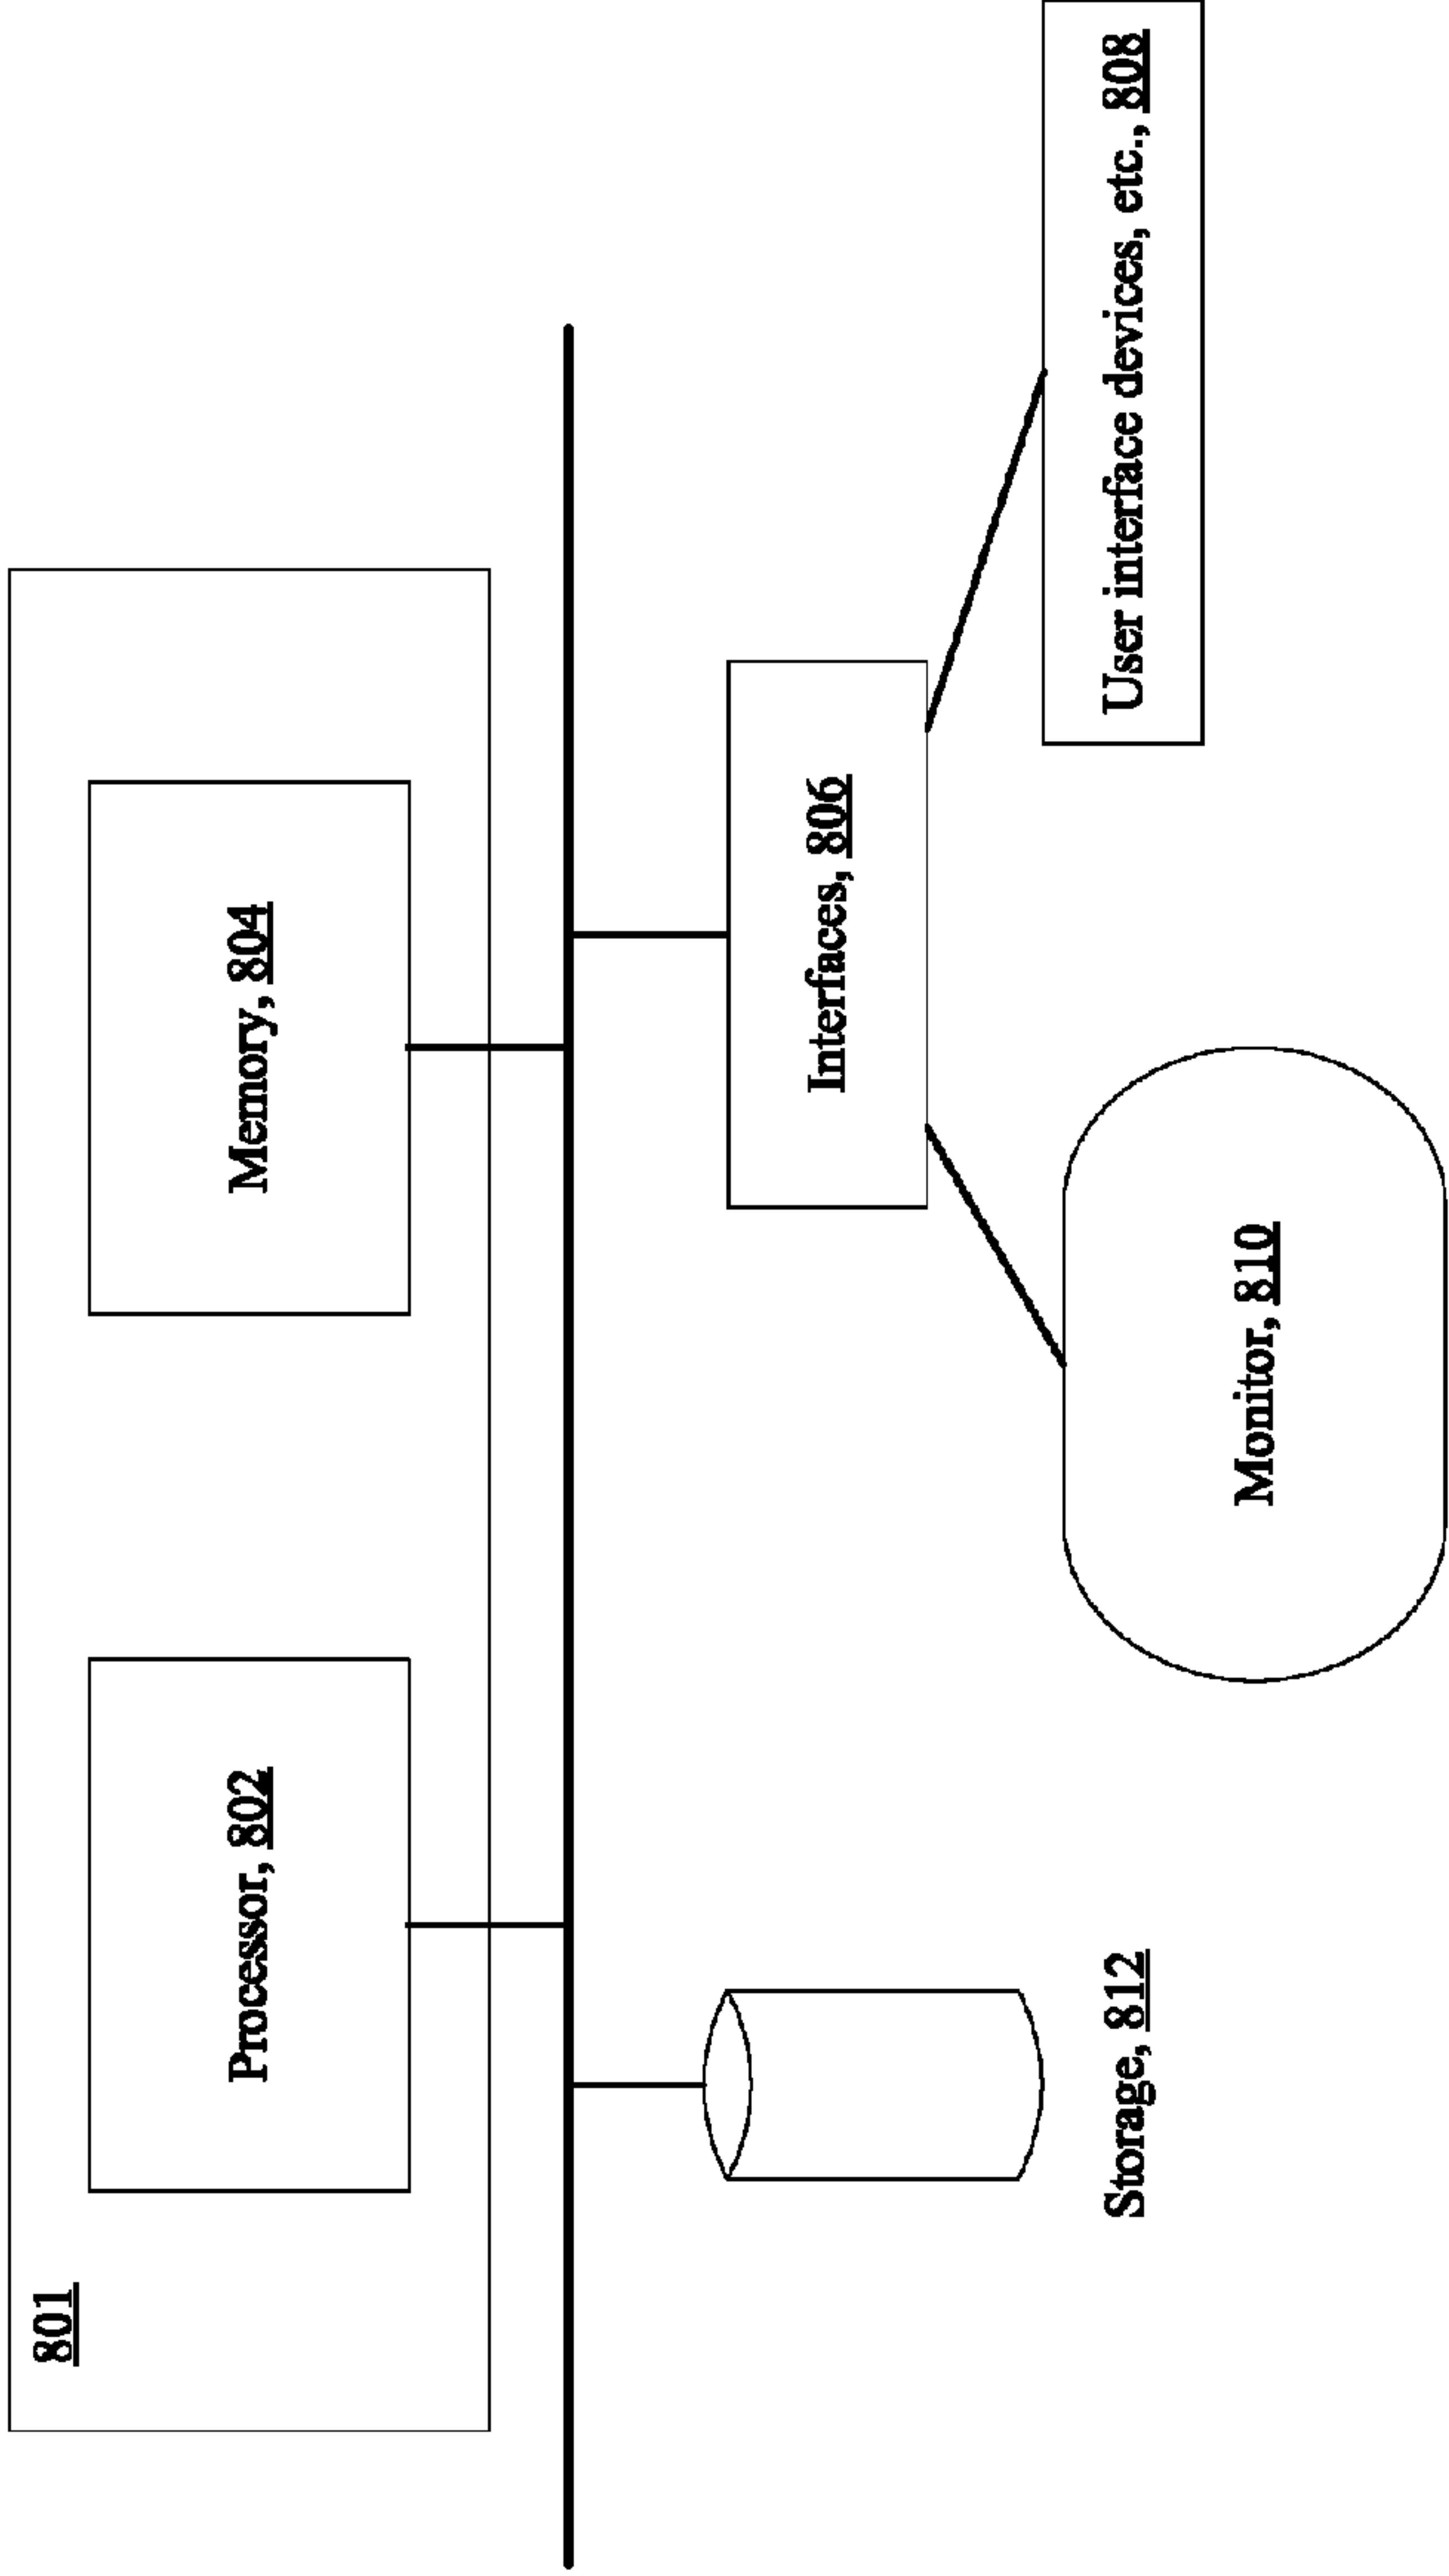 801
Processor, 802
Memory, 804
Interfaces, 806
Storage, 812
Monitor, 810
User interface devices, etc., 808